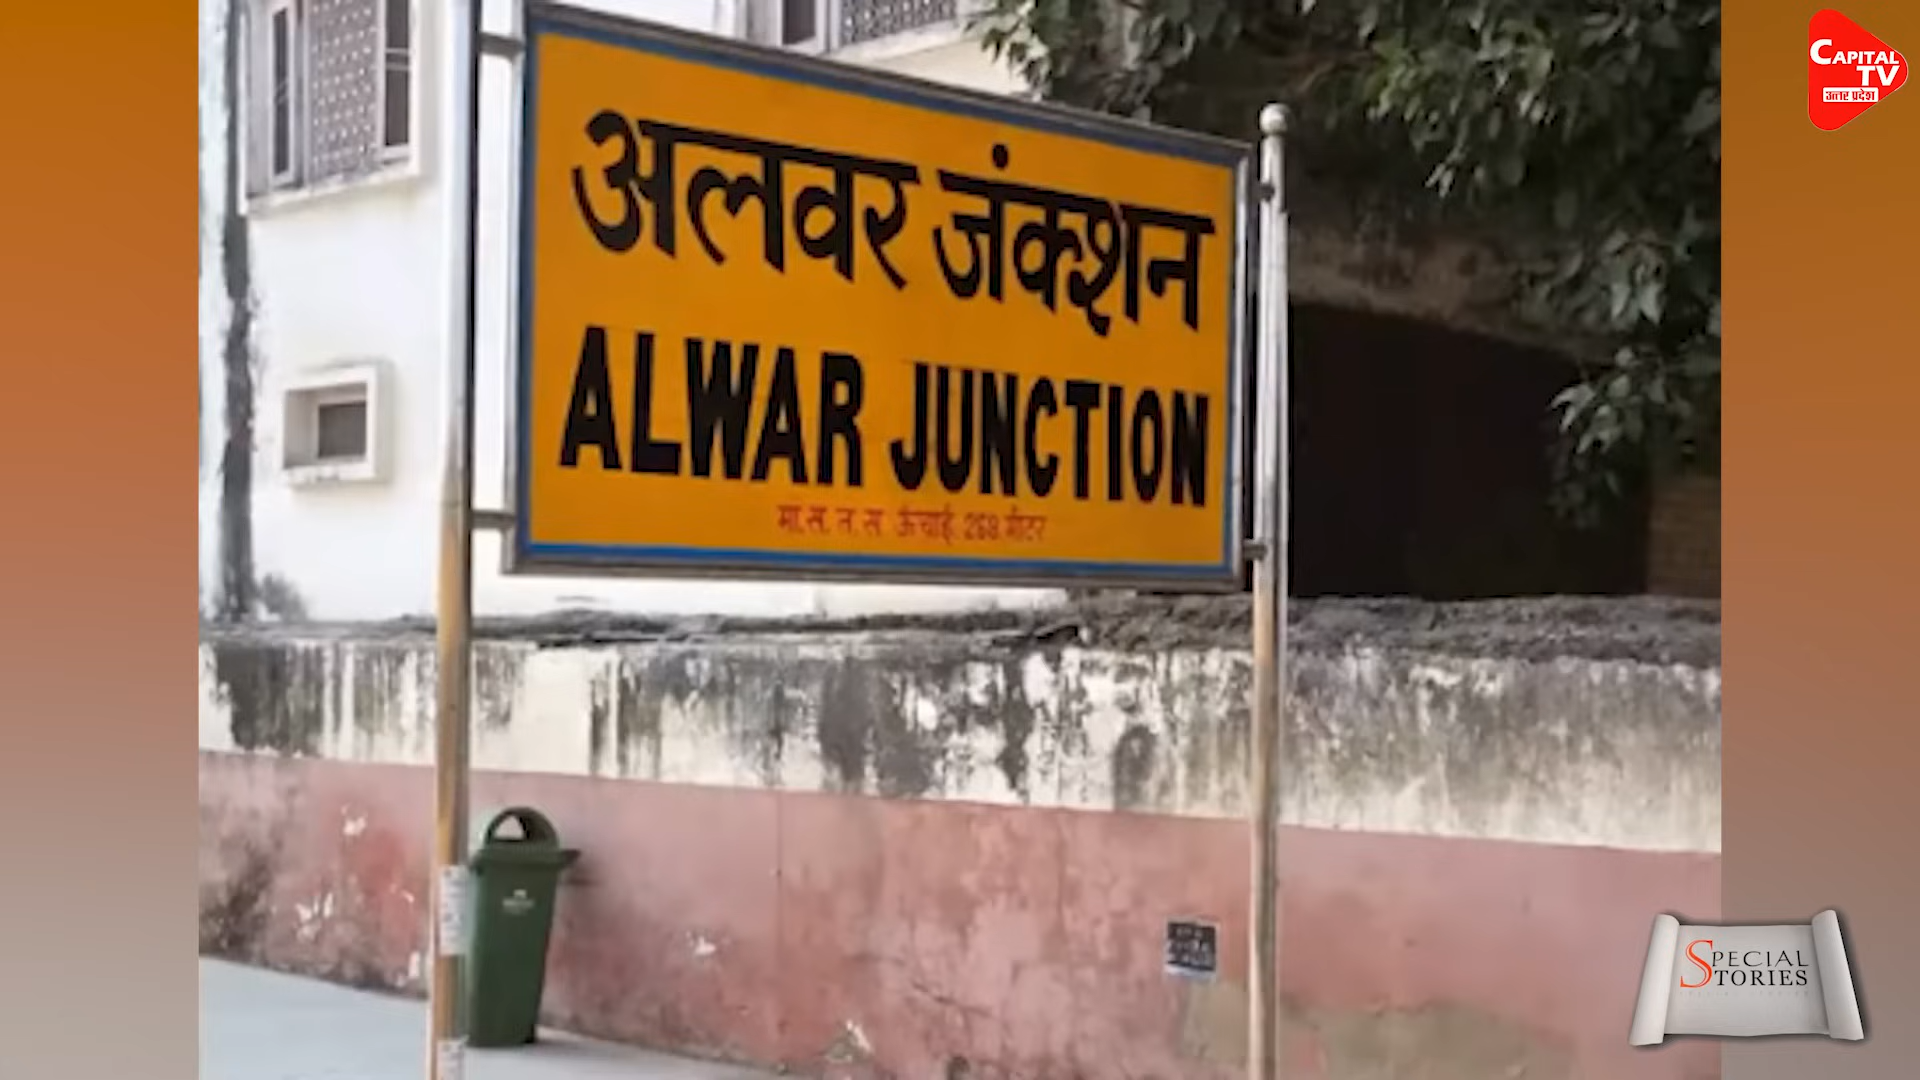 CAPITAL
TV
उत्तर प्रदेश
अलवर जंक्शन
ALWAR JUNCTION
मा. स. त. स. ऊंचाई. 268 मीटर
SPECIAL
STORIES